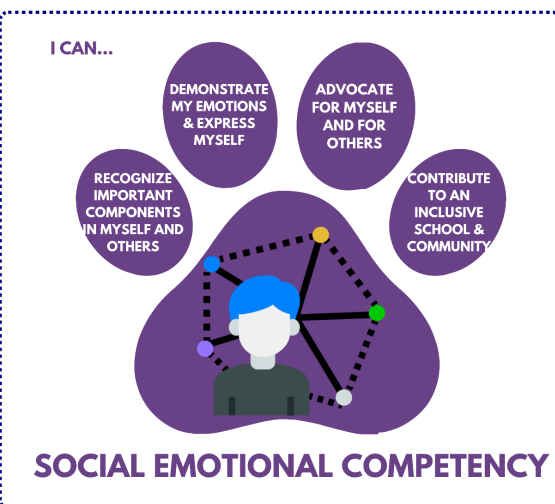 I CAN...
RECOGNIZE
IMPORTANT
COMPONENTS
IN MYSELF AND
OTHERS
DEMONSTRATE
MY EMOTIONS
& EXPRESS
MYSELF
ADVOCATE
FOR MYSELF
AND FOR
OTHERS
CONTRIBUTE
TO AN
INCLUSIVE
SCHOOL &
COMMUNITY
SOCIAL EMOTIONAL COMPETENCY